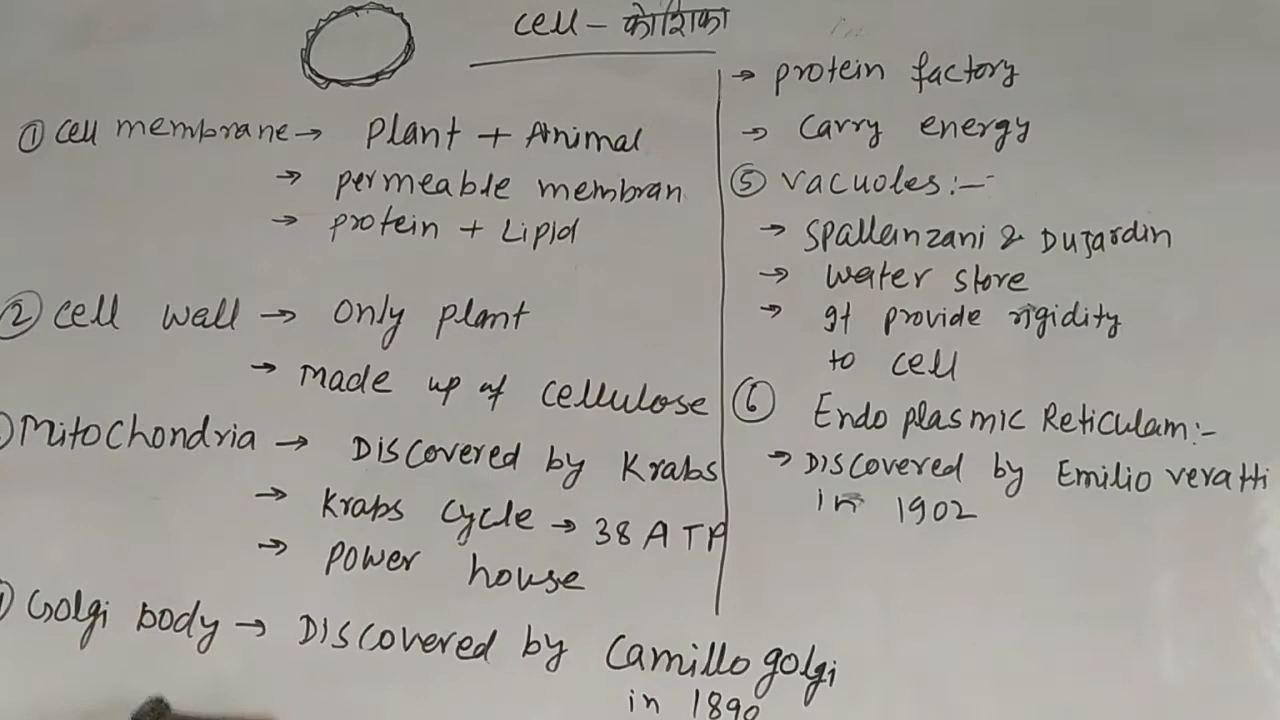 cell – कोशिका
① cell membrane → Plant + Animal
→ permeable membran
→ protein + Lipid
② cell wall → only plant
→ made up of cellulose
Mitochondria → Discovered by Krabs
→ Krabs cycle → 38 ATP
→ power house
Golgi body → Discovered by Camillo golgi
in 1890
→ protein factory
→ carry energy
⑤ vacuoles :–
→ Spallanzani & Dujardin
→ water store
→ It provide rigidity
to cell
⑥ Endoplasmic Reticulam :-
→ Discovered by Emilio veratti
in 1902